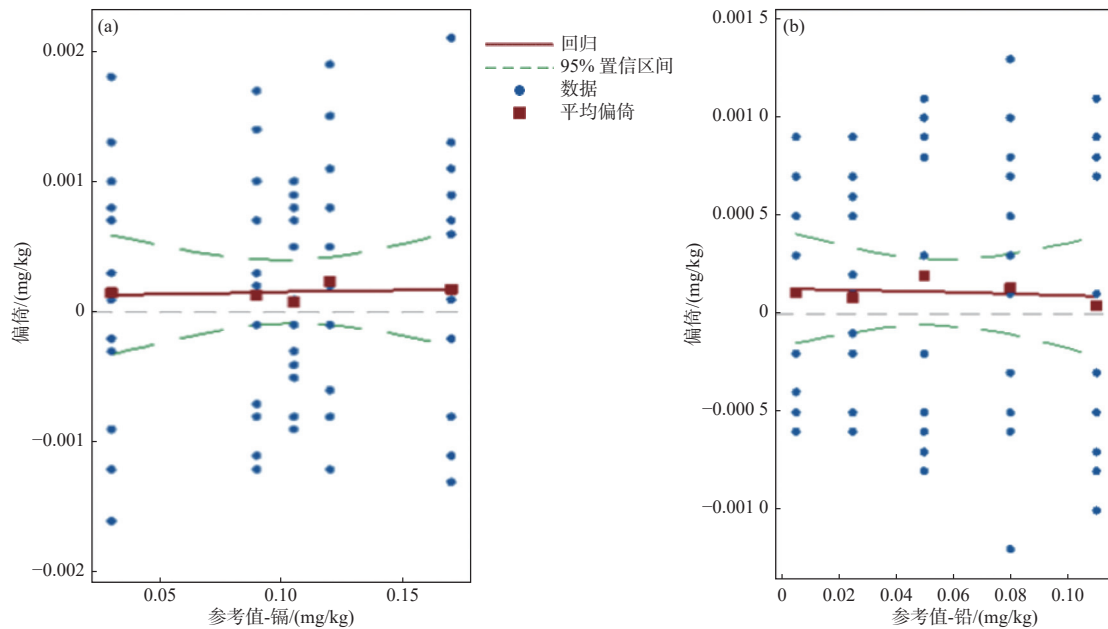 (a)
0.002
0.001
0
−0.001
−0.002
偏倚/(mg/kg)
0.05
0.10
0.15
参考值-镉/(mg/kg)
回归
95% 置信区间
数据
平均偏倚
(b)
0.001 5
0.001 0
0.000 5
0
−0.000 5
−0.001 0
偏倚/(mg/kg)
0
0.02
0.04
0.06
0.08
0.10
参考值-铅/(mg/kg)